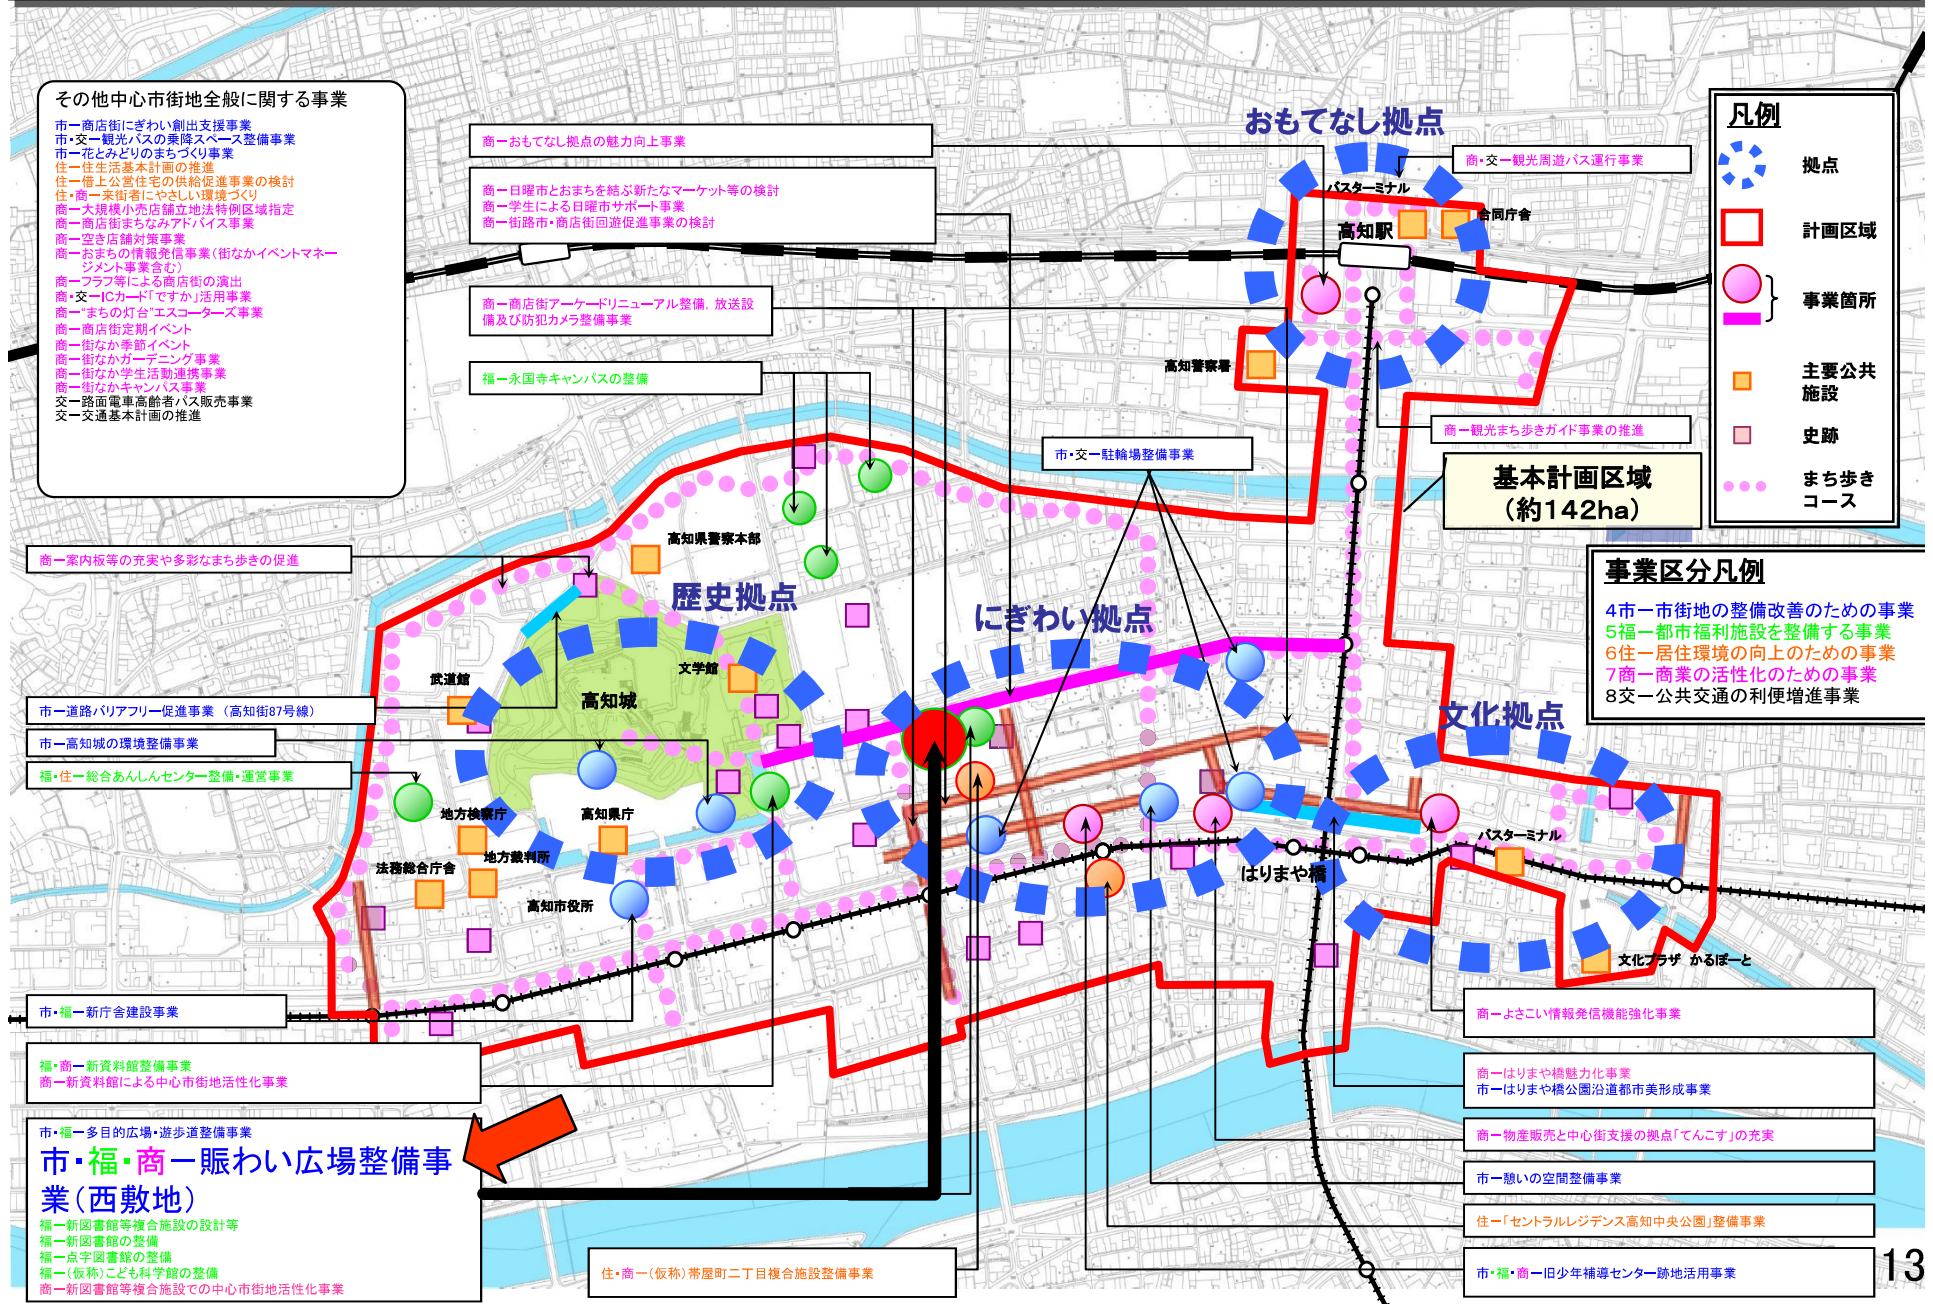 その他中心市街地全般に関する事業
市ー商店街にぎわい創出支援事業
市・交ー観光バスの乗降スペース整備事業
市ー花とみどりのまちづくり事業
住ー住生活基本計画の推進
住ー借上公営住宅の供給促進事業の検討
住・商ー来街者にやさしい環境づくり
商ー大規模小売店舗立地法特例区域指定
商ー商店街まちなみアドバイス事業
商ー空き店舗対策事業
商ーおまちの情報発信事業（街なかイベントマネー
ジメント事業含む）
商ーフラフ等による商店街の演出
商・交ーICカード「ですか」活用事業
商ー“まちの灯台”エスコーターズ事業
商ー商店街定期イベント
商ー街なか季節イベント
商ー街なかガーデニング事業
商ー街なか学生活動連携事業
商ー街なかキャンパス事業
交ー路面電車高齢者パス販売事業
交ー交通基本計画の推進
商ーおもてなし拠点の魅力向上事業
商ー日曜市とおまちを結ぶ新たなマーケット等の検討
商ー学生による日曜市サポート事業
商ー街路市・商店街回遊促進事業の検討
商ー商店街アーケードリニューアル整備，放送設
備及び防犯カメラ整備事業
福ー永国寺キャンパスの整備
市・交ー駐輪場整備事業
おもてなし拠点
商・交ー観光周遊バス運行事業
バスターミナル
合同庁舎
高知駅
高知警察署
商ー観光まち歩きガイド事業の推進
基本計画区域
（約142ha）
凡例
拠点
計画区域
事業箇所
主要公共
施設
史跡
まち歩き
コース
事業区分凡例
4市ー市街地の整備改善のための事業
5福ー都市福利施設を整備する事業
6住ー居住環境の向上のための事業
7商ー商業の活性化のための事業
8交ー公共交通の利便増進事業
商ー案内板等の充実や多彩なまち歩きの促進
高知県警察本部
歴史拠点
にぎわい拠点
文化拠点
武道館
文学館
高知城
市ー道路バリアフリー促進事業 （高知街87号線）
市ー高知城の環境整備事業
福・住ー総合あんしんセンター整備・運営事業
地方検察庁
高知県庁
地方裁判所
法務総合庁舎
高知市役所
はりまや橋
バスターミナル
文化プラザ かるぽーと
市・福ー新庁舎建設事業
福・商ー新資料館整備事業
商ー新資料館による中心市街地活性化事業
市・福ー多目的広場・遊歩道整備事業
市・福・商ー賑わい広場整備事
業（西敷地）
福ー新図書館等複合施設の設計等
福ー新図書館の整備
福ー点字図書館の整備
福ー（仮称）こども科学館の整備
商ー新図書館等複合施設での中心市街地活性化事業
住・商ー（仮称）帯屋町二丁目複合施設整備事業
商ーよさこい情報発信機能強化事業
商ーはりまや橋魅力化事業
市ーはりまや橋公園沿道都市美形成事業
商ー物産販売と中心街支援の拠点「てんこす」の充実
市ー憩いの空間整備事業
住ー「セントラルレジデンス高知中央公園」整備事業
市・福・商ー旧少年補導センター跡地活用事業
13